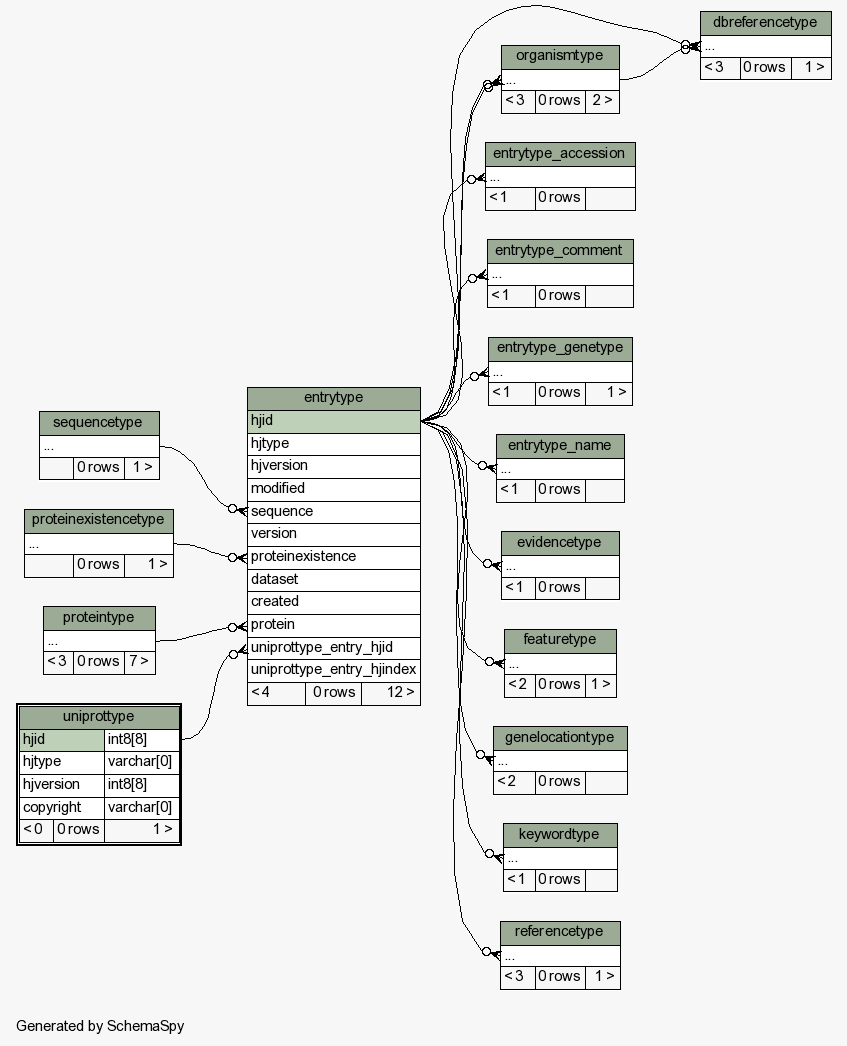 dbreferencetype
...
< 3 0 rows 1 >
organismtype
...
< 3 0 rows 2 >
entrytype_accession
...
< 1 0 rows
entrytype_comment
...
< 1 0 rows
entrytype_genetype
...
< 1 0 rows 1 >
entrytype_name
...
< 1 0 rows
evidencetype
...
< 1 0 rows
featuretype
...
< 2 0 rows 1 >
genelocationtype
...
< 2 0 rows
keywordtype
...
< 1 0 rows
referencetype
...
< 3 0 rows 1 >
entrytype
hjid
hjtype
hjversion
modified
sequence
version
proteinexistence
dataset
created
protein
uniprottype_entry_hjid
uniprottype_entry_hjindex
< 4 0 rows 12 >
sequencetype
...
0 rows 1 >
proteinexistencetype
...
0 rows 1 >
proteintype
...
< 3 0 rows 7 >
uniprottype
hjid int8[8]
hjtype varchar[0]
hjversion int8[8]
copyright varchar[0]
< 0 0 rows 1 >
Generated by SchemaSpy